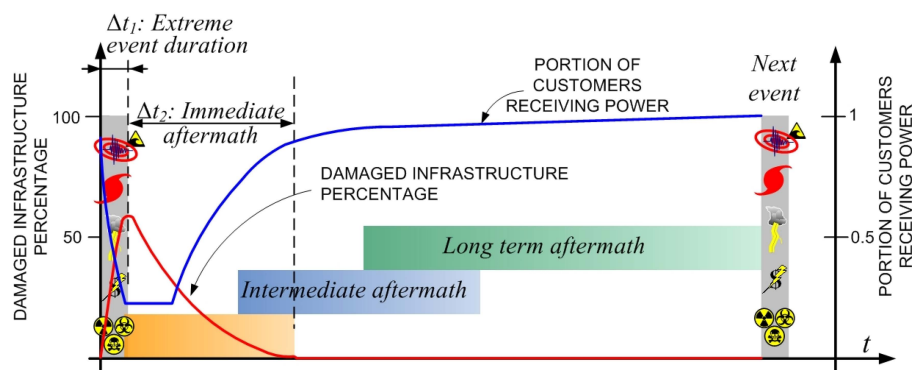 Δt₁: Extreme
event duration
Δt₂: Immediate
aftermath
PORTION OF
CUSTOMERS
RECEIVING POWER
Next
event
DAMAGED INFRASTRUCTURE
PERCENTAGE
100
50
DAMAGED INFRASTRUCTURE
PERCENTAGE
Long term aftermath
Intermediate aftermath
1
0.5
PORTION OF CUSTOMERS
RECEIVING POWER
t